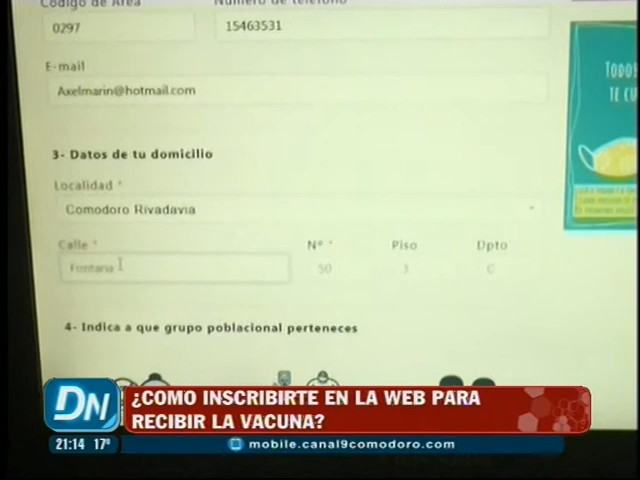 Código de Área
Número de teléfono
0297
15463531
E-mail
Axelmarin@hotmail.com
3- Datos de tu domicilio
Localidad *
Comodoro Rivadavia
Calle *
Nº *
Piso
Dpto
Fontana
50
3
C
4- Indica a que grupo poblacional perteneces
TODOS
TE CU
DN
¿COMO INSCRIBIRTE EN LA WEB PARA
RECIBIR LA VACUNA?
21:14 17°
mobile.canal9comodoro.com